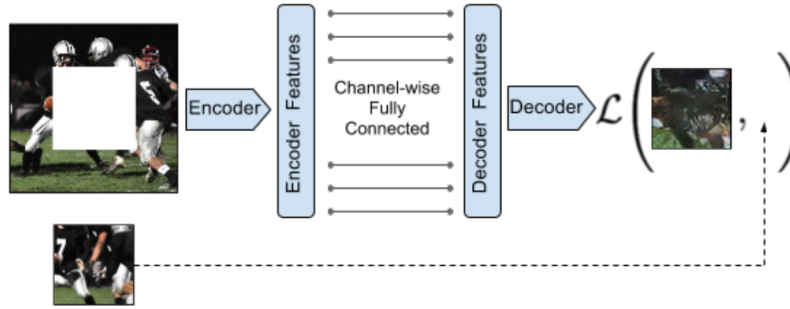 Encoder
Encoder Features
Channel-wise
Fully
Connected
Decoder Features
Decoder
ℒ ( , )